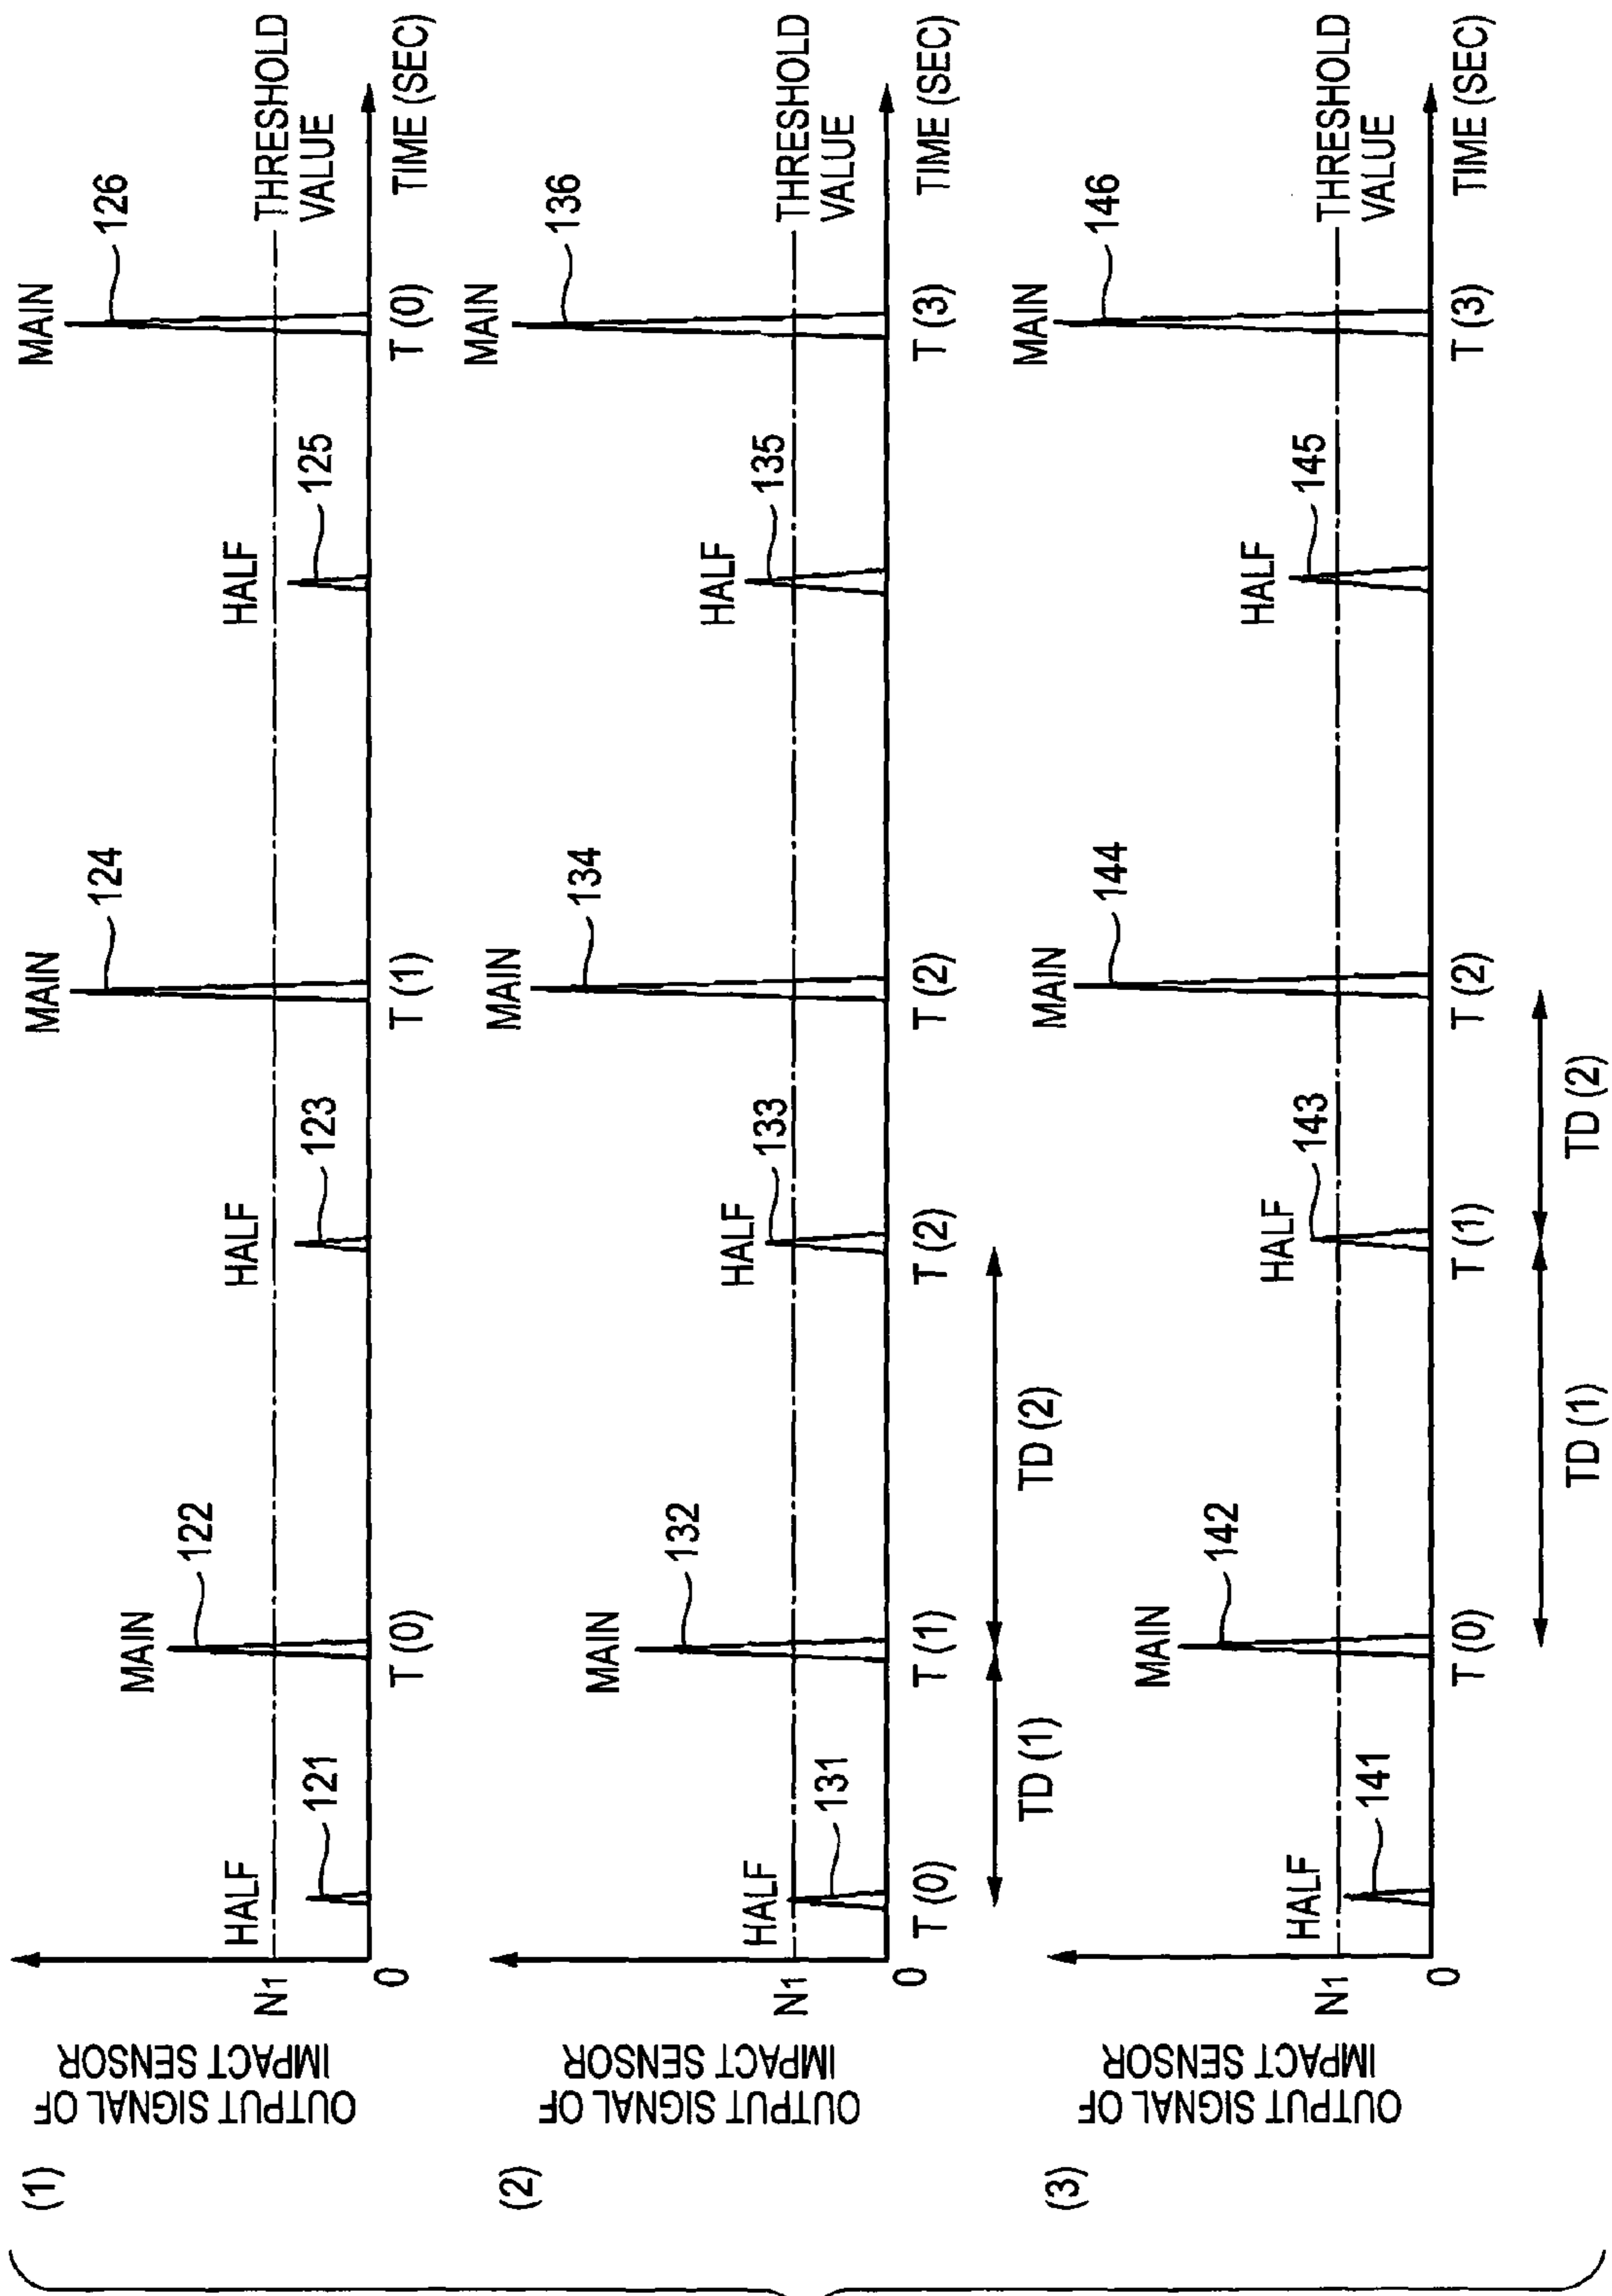 (1)
OUTPUT SIGNAL OF
IMPACT SENSOR
N1
0
HALF
121
MAIN
122
T (0)
HALF
123
MAIN
124
T (1)
HALF
125
MAIN
126
T (0)
THRESHOLD
VALUE
TIME (SEC)
(2)
OUTPUT SIGNAL OF
IMPACT SENSOR
N1
0
HALF
131
T (0)
MAIN
132
T (1)
HALF
133
T (2)
MAIN
134
T (2)
HALF
135
MAIN
136
T (3)
THRESHOLD
VALUE
TIME (SEC)
TD (1)
TD (2)
(3)
OUTPUT SIGNAL OF
IMPACT SENSOR
N1
0
HALF
141
MAIN
142
T (0)
HALF
143
T (1)
MAIN
144
T (2)
HALF
145
MAIN
146
T (3)
THRESHOLD
VALUE
TIME (SEC)
TD (1)
TD (2)